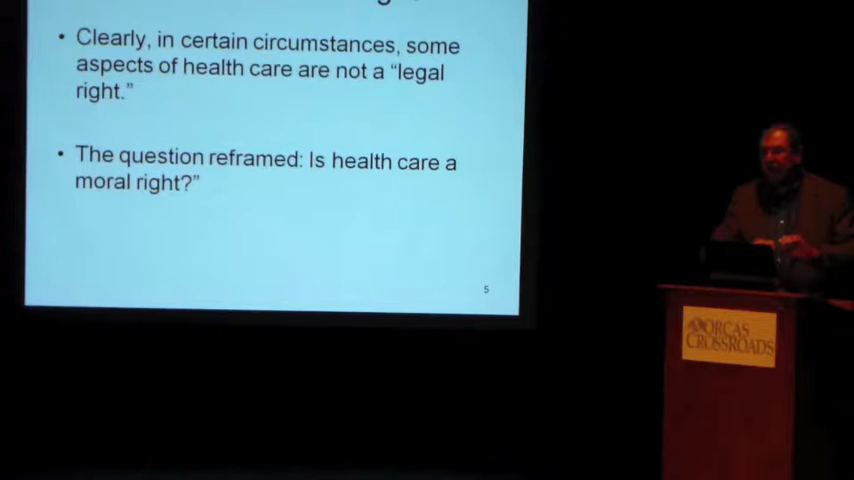 • Clearly, in certain circumstances, some
aspects of health care are not a “legal
right.”
• The question reframed: Is health care a
moral right?”
5
ORCAS
CROSSROADS